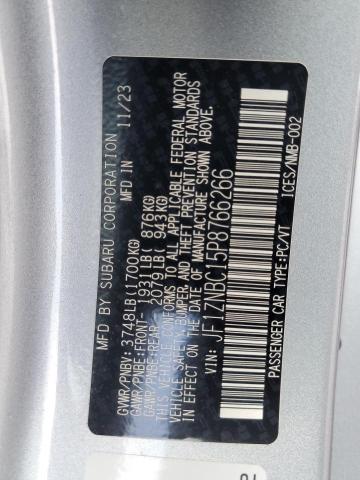 MFD BY SUBARU CORPORATION 11/23
MFD IN
GVWR/PNBV: 3748LB(1700KG)
GAWR/PNBE:FRONT 1931LB( 876KG)
GAWR/PNBE:REAR 2079LB( 943KG)
THIS VEHICLE CONFORMS TO ALL APPLICABLE FEDERAL MOTOR
VEHICLE SAFETY,BUMPER, AND THEFT PREVENTION STANDARDS
IN EFFECT ON THE DATE OF MANUFACTURE SHOWN ABOVE.
VIN: JF1ZNBC15P8766266
PASSENGER CAR TYPE:PC/VT
ICES/NMB-002